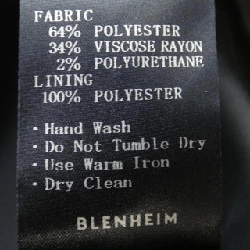 FABRIC
64% POLYESTER
34% VISCOSE RAYON
2% POLYURETHANE
LINING
100% POLYESTER
· Hand Wash
· Do Not Tumble Dry
· Use Warm Iron
· Dry Clean
BLENHEIM